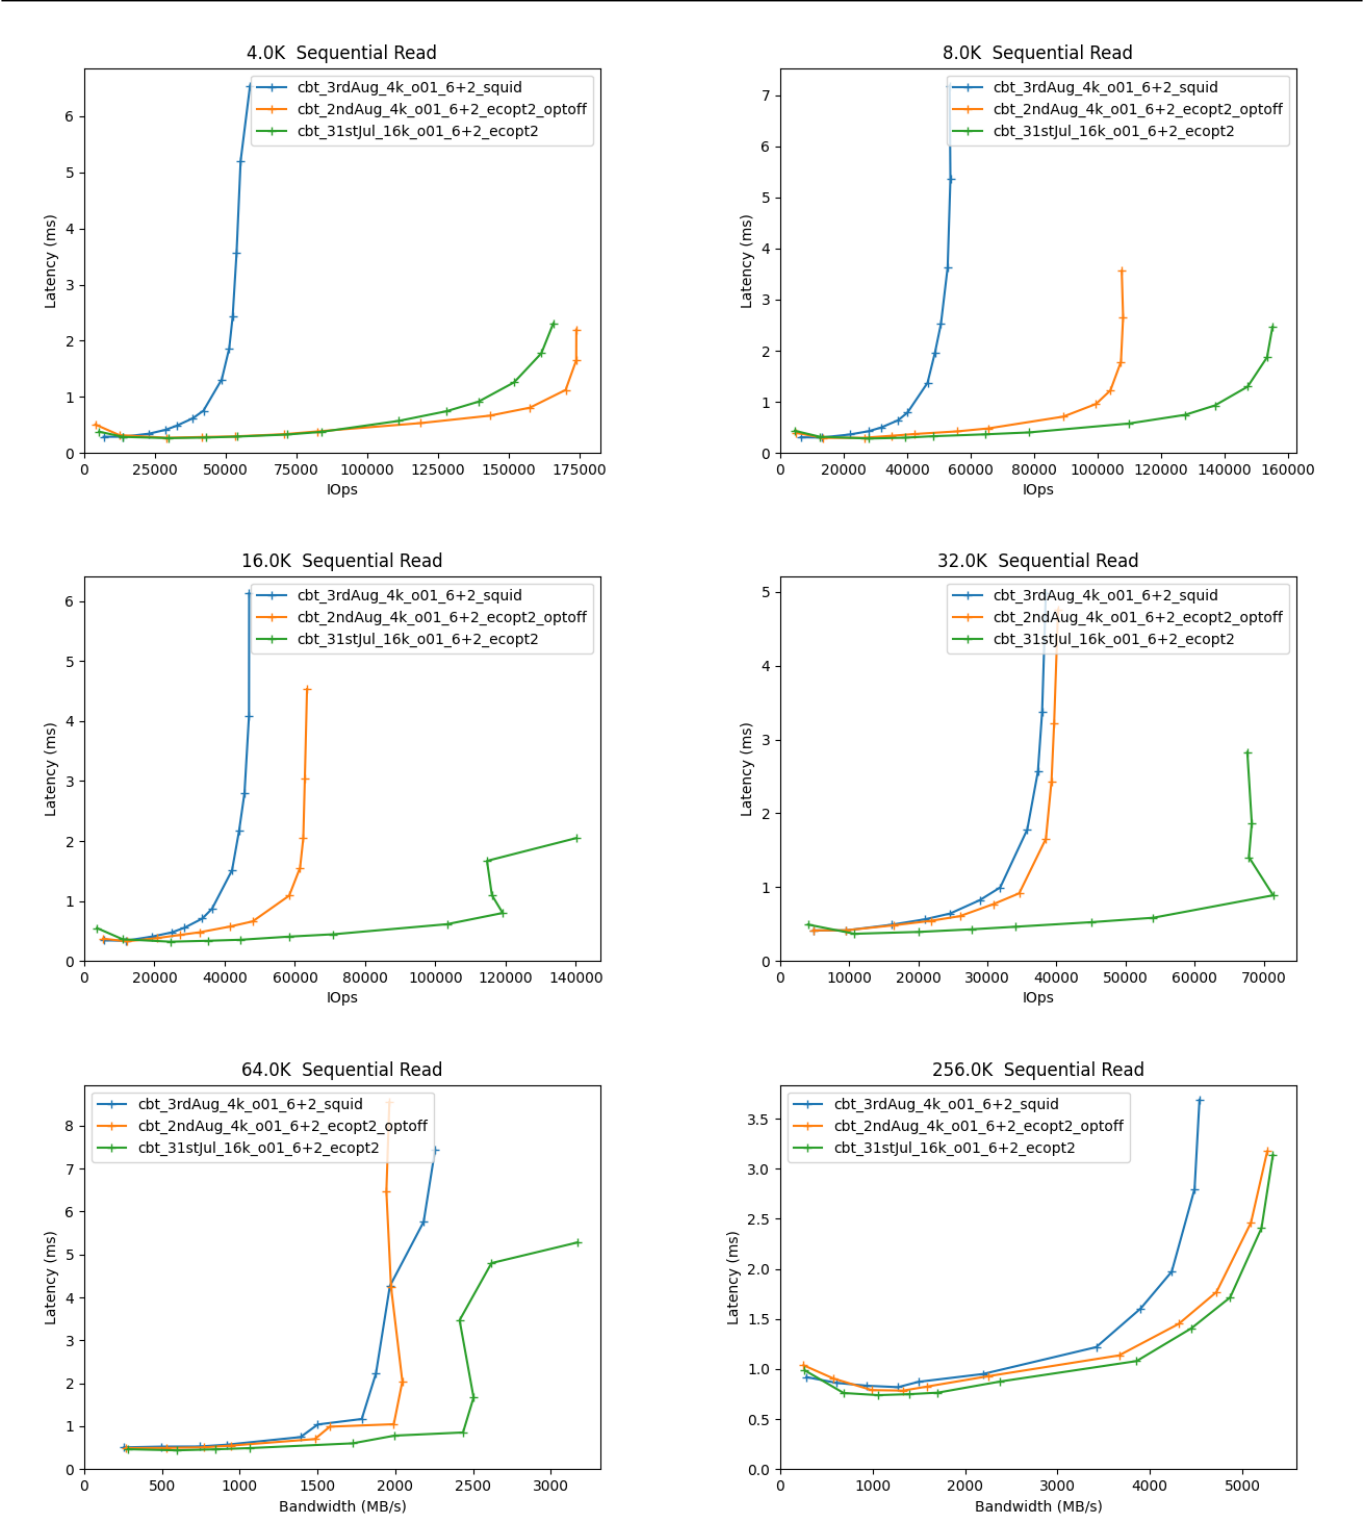 4.0K  Sequential Read
cbt_3rdAug_4k_o01_6+2_squid
cbt_2ndAug_4k_o01_6+2_ecopt2_optoff
cbt_31stJul_16k_o01_6+2_ecopt2
Latency (ms)
6
5
4
3
2
1
0
0 25000 50000 75000 100000 125000 150000 175000
IOps
8.0K  Sequential Read
cbt_3rdAug_4k_o01_6+2_squid
cbt_2ndAug_4k_o01_6+2_ecopt2_optoff
cbt_31stJul_16k_o01_6+2_ecopt2
Latency (ms)
7
6
5
4
3
2
1
0
0 20000 40000 60000 80000 100000 120000 140000 160000
IOps
16.0K  Sequential Read
cbt_3rdAug_4k_o01_6+2_squid
cbt_2ndAug_4k_o01_6+2_ecopt2_optoff
cbt_31stJul_16k_o01_6+2_ecopt2
Latency (ms)
6
5
4
3
2
1
0
0 20000 40000 60000 80000 100000 120000 140000
IOps
32.0K  Sequential Read
cbt_3rdAug_4k_o01_6+2_squid
cbt_2ndAug_4k_o01_6+2_ecopt2_optoff
cbt_31stJul_16k_o01_6+2_ecopt2
Latency (ms)
5
4
3
2
1
0
0 10000 20000 30000 40000 50000 60000 70000
IOps
64.0K  Sequential Read
cbt_3rdAug_4k_o01_6+2_squid
cbt_2ndAug_4k_o01_6+2_ecopt2_optoff
cbt_31stJul_16k_o01_6+2_ecopt2
Latency (ms)
8
7
6
5
4
3
2
1
0
0 500 1000 1500 2000 2500 3000
Bandwidth (MB/s)
256.0K  Sequential Read
cbt_3rdAug_4k_o01_6+2_squid
cbt_2ndAug_4k_o01_6+2_ecopt2_optoff
cbt_31stJul_16k_o01_6+2_ecopt2
Latency (ms)
3.5
3.0
2.5
2.0
1.5
1.0
0.5
0.0
0 1000 2000 3000 4000 5000
Bandwidth (MB/s)